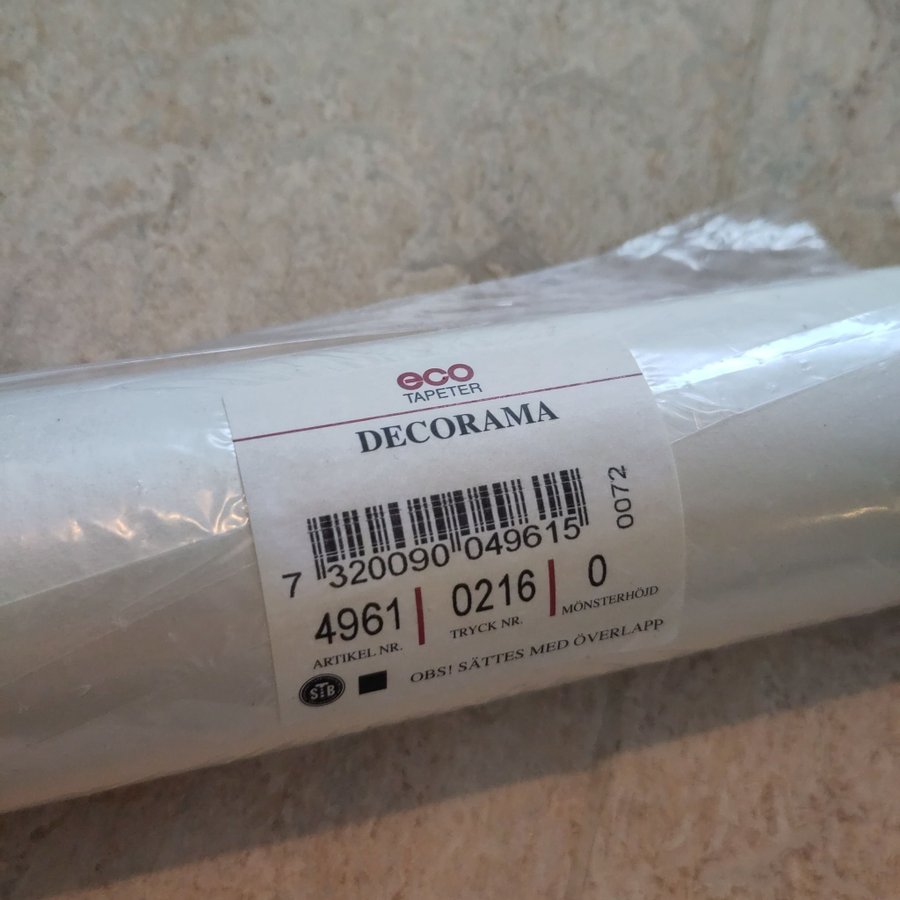 eco
TAPETER
DECORAMA
0072
7 320090 049615
4961 0216 0
ARTIKEL NR. TRYCK NR. MÖNSTERHÖJD
STB OBS! SÄTTES MED ÖVERLAPP